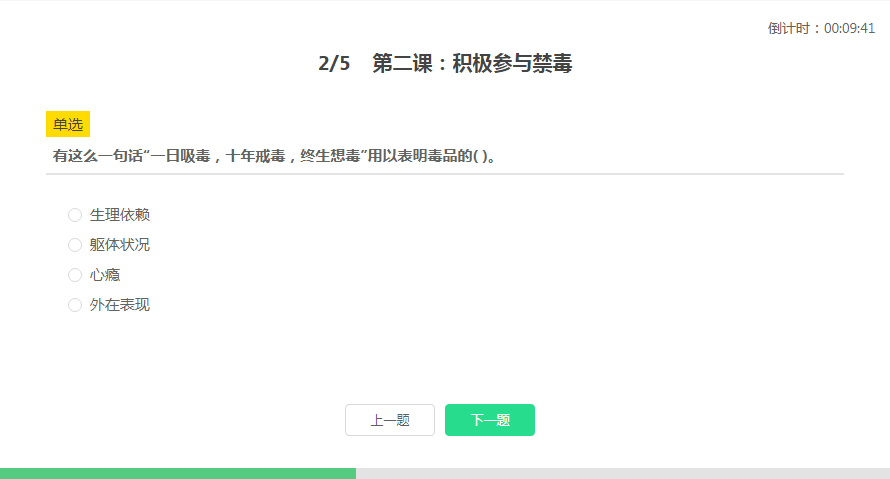 倒计时：00:09:41
2/5 第二课：积极参与禁毒
单选
有这么一句话“一日吸毒，十年戒毒，终生想毒”用以表明毒品的( )。
生理依赖
躯体状况
心瘾
外在表现
上一题 下一题